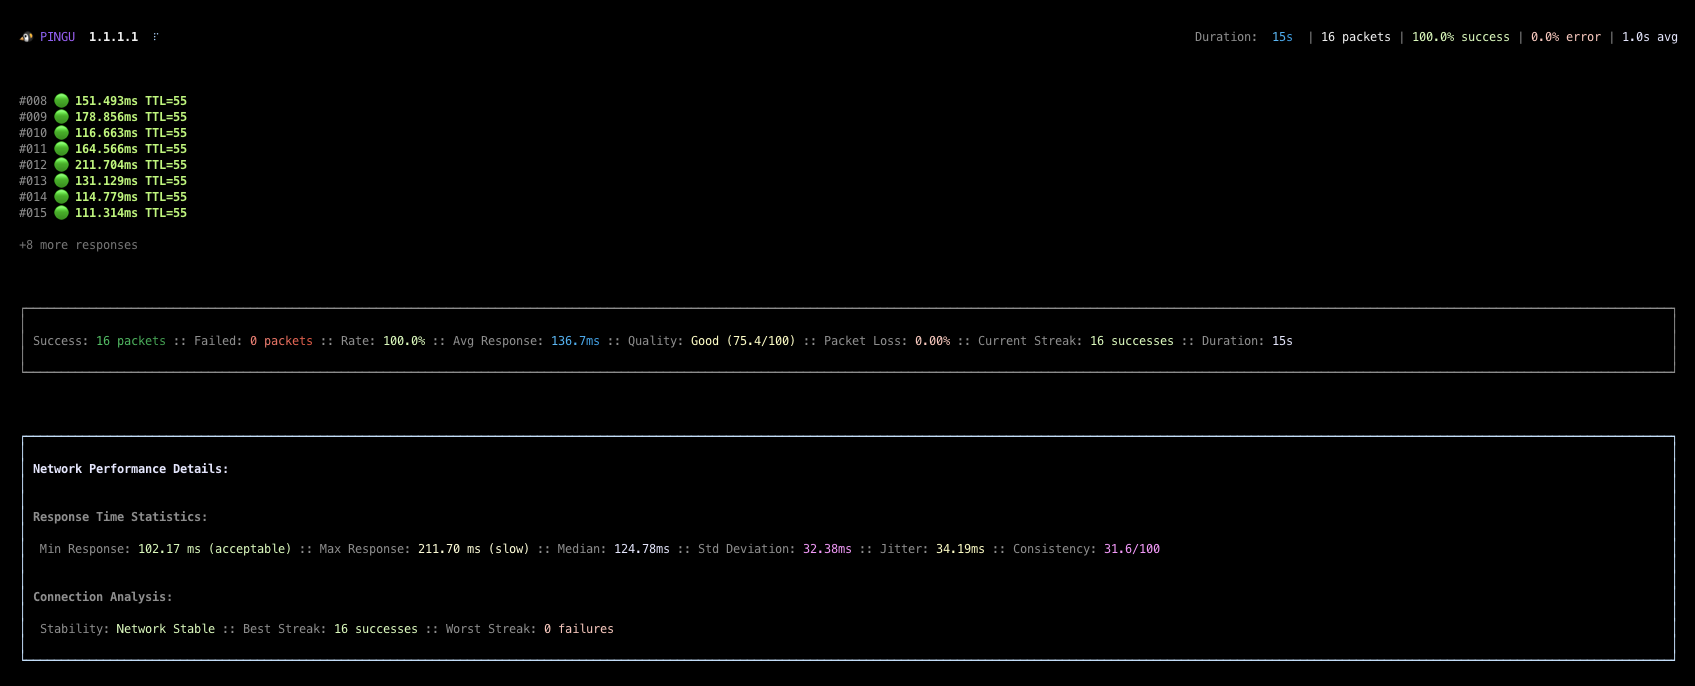 PINGU 1.1.1.1 Duration: 15s | 16 packets | 100.0% success | 0.0% error | 1.0s avg
#008 151.493ms TTL=55
#009 178.856ms TTL=55
#010 116.663ms TTL=55
#011 164.566ms TTL=55
#012 211.704ms TTL=55
#013 131.129ms TTL=55
#014 114.779ms TTL=55
#015 111.314ms TTL=55
+8 more responses
Success: 16 packets :: Failed: 0 packets :: Rate: 100.0% :: Avg Response: 136.7ms :: Quality: Good (75.4/100) :: Packet Loss: 0.00% :: Current Streak: 16 successes :: Duration: 15s
Network Performance Details:
Response Time Statistics:
Min Response: 102.17 ms (acceptable) :: Max Response: 211.70 ms (slow) :: Median: 124.78ms :: Std Deviation: 32.38ms :: Jitter: 34.19ms :: Consistency: 31.6/100
Connection Analysis:
Stability: Network Stable :: Best Streak: 16 successes :: Worst Streak: 0 failures